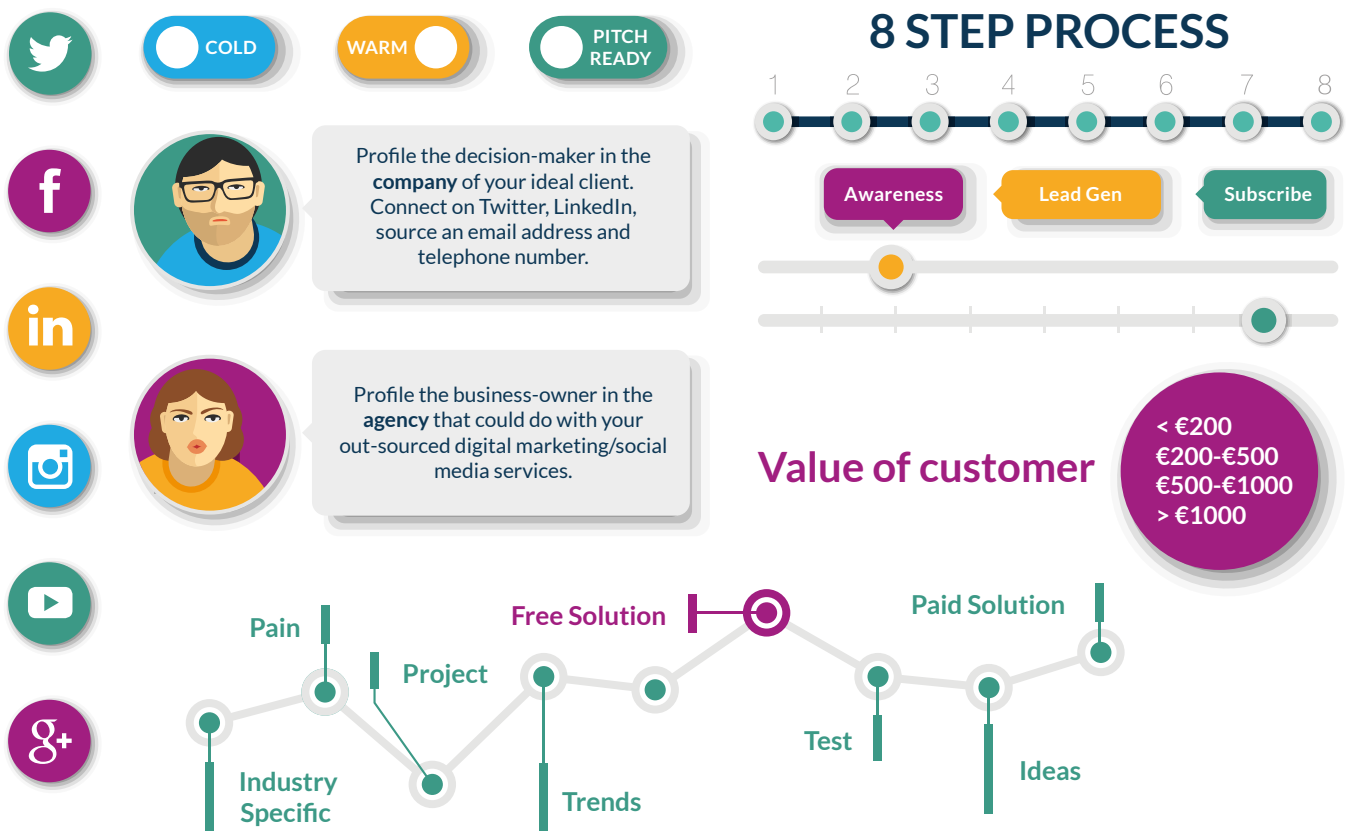 COLD
WARM
PITCH
READY
8 STEP PROCESS
1 2 3 4 5 6 7 8
Profile the decision-maker in the
company of your ideal client.
Connect on Twitter, LinkedIn,
source an email address and
telephone number.
Awareness
Lead Gen
Subscribe
f
in
g+
Profile the business-owner in the
agency that could do with your
out-sourced digital marketing/social
media services.
Value of customer
< €200
€200-€500
€500-€1000
> €1000
Pain
Project
Free Solution
Paid Solution
Industry
Specific
Trends
Test
Ideas